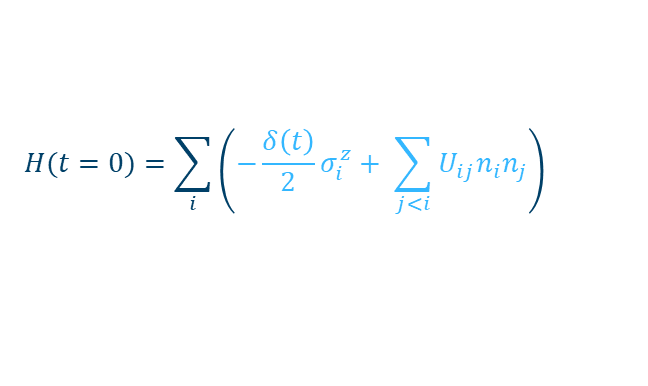 H(t = 0) = ∑_i ( − δ(t)/2 σ_i^z + ∑_{j<i} U_{ij} n_i n_j )